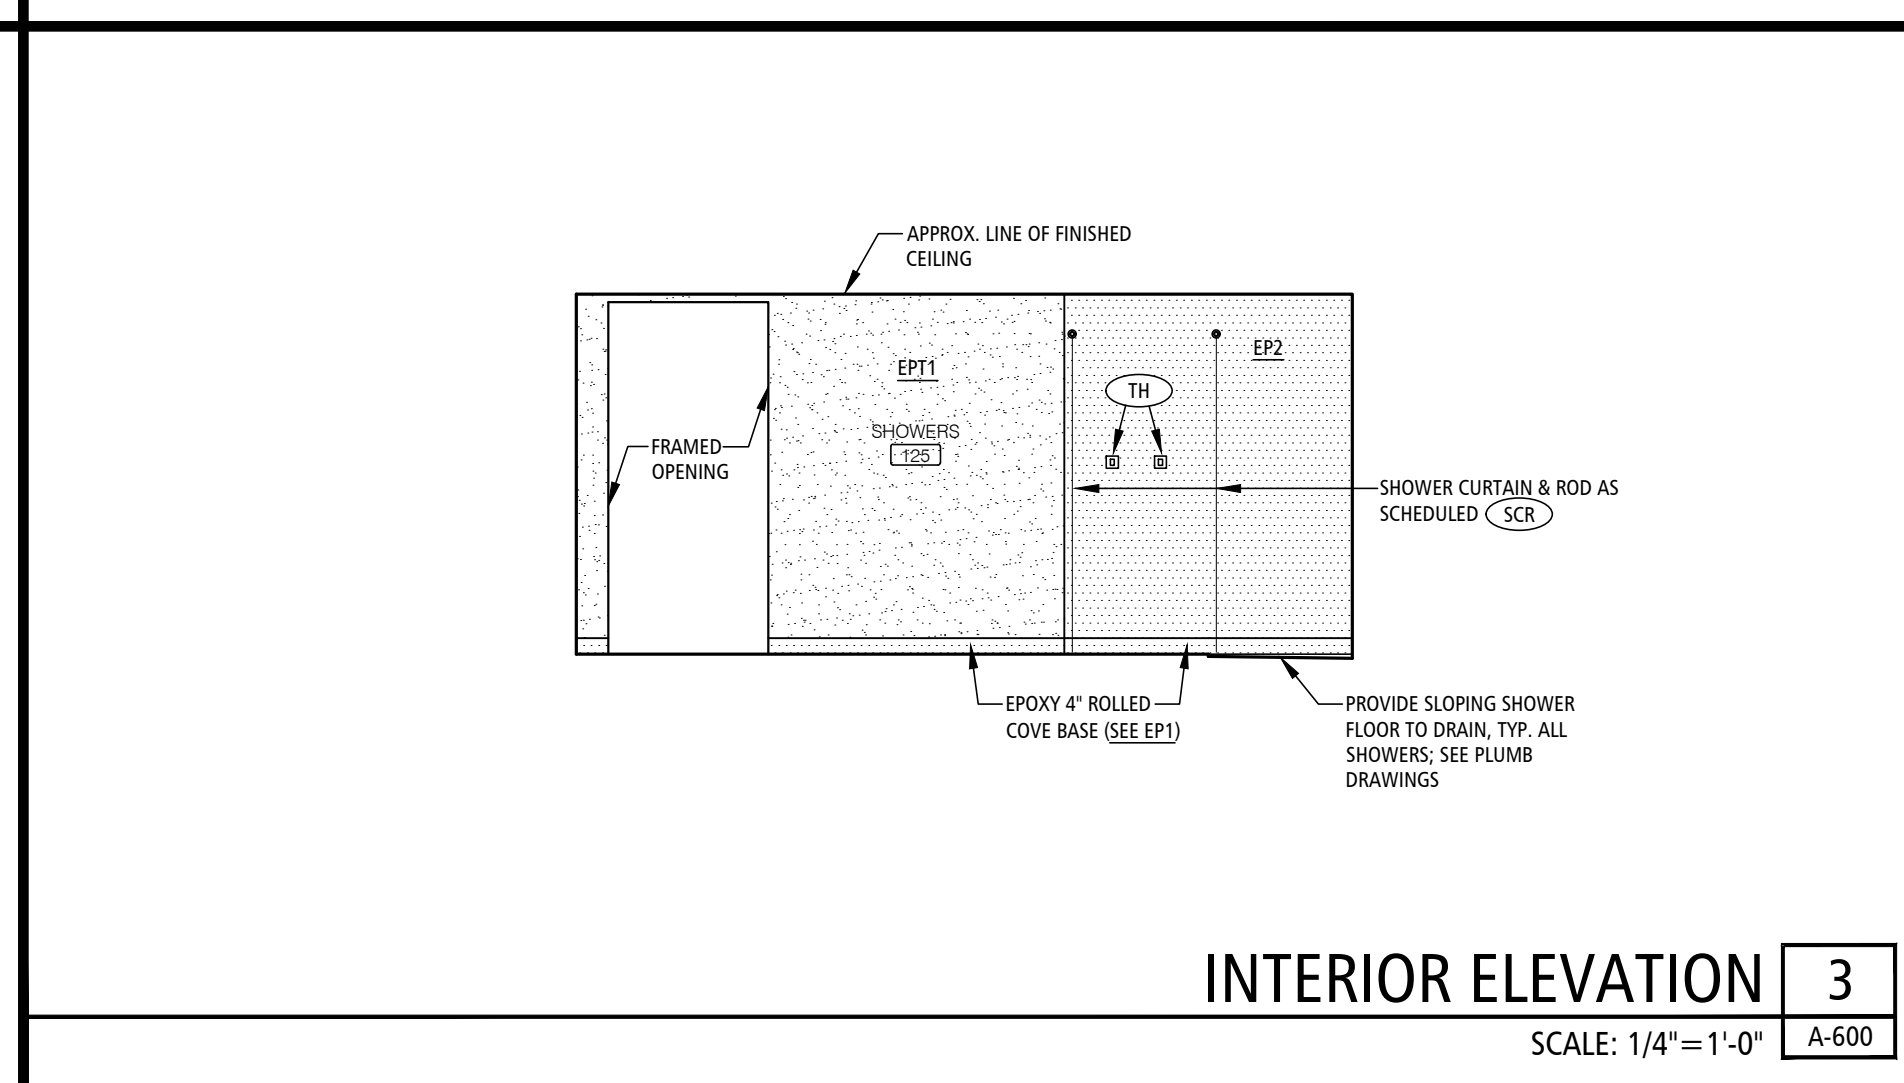 APPROX. LINE OF FINISHED
CEILING
EPT1
EP2
TH
SHOWERS
125
FRAMED
OPENING
SHOWER CURTAIN & ROD AS
SCHEDULED SCR
EPOXY 4" ROLLED
COVE BASE (SEE EP1)
PROVIDE SLOPING SHOWER
FLOOR TO DRAIN, TYP. ALL
SHOWERS; SEE PLUMB
DRAWINGS
INTERIOR ELEVATION 3
SCALE: 1/4"=1'-0" A-600